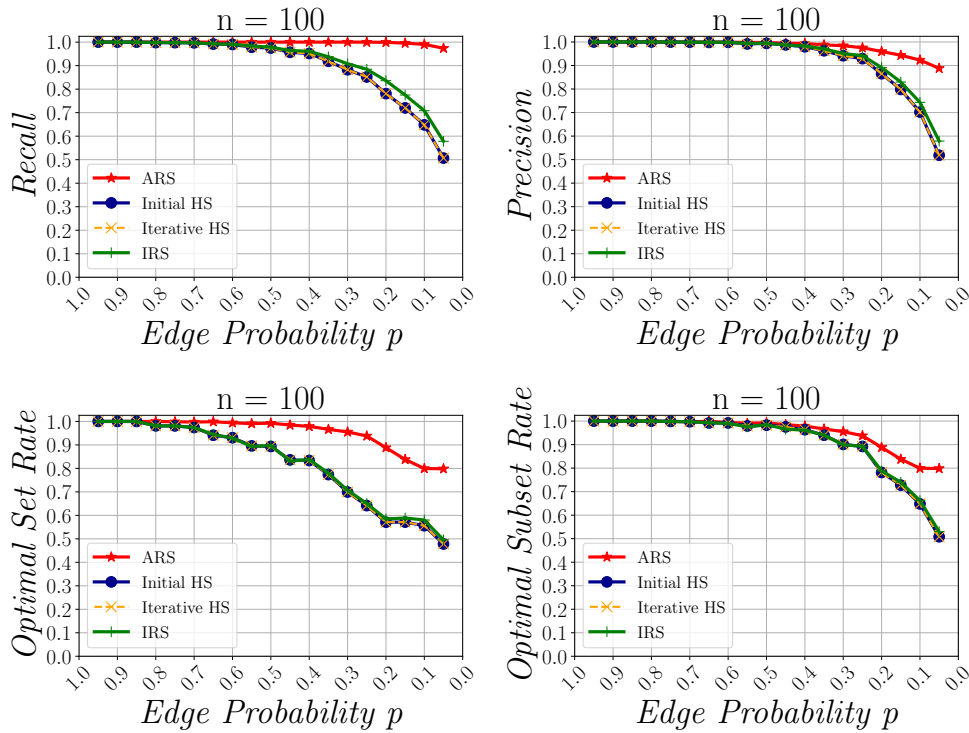 n = 100
Recall
1.0
0.9
0.8
0.7
0.6
0.5
0.4
0.3
0.2
0.1
0.0
ARS
Initial HS
Iterative HS
IRS
1.0 0.9 0.8 0.7 0.6 0.5 0.4 0.3 0.2 0.1 0.0
Edge Probability p
n = 100
Precision
1.0
0.9
0.8
0.7
0.6
0.5
0.4
0.3
0.2
0.1
0.0
ARS
Initial HS
Iterative HS
IRS
1.0 0.9 0.8 0.7 0.6 0.5 0.4 0.3 0.2 0.1 0.0
Edge Probability p
n = 100
Optimal Set Rate
1.0
0.9
0.8
0.7
0.6
0.5
0.4
0.3
0.2
0.1
0.0
ARS
Initial HS
Iterative HS
IRS
1.0 0.9 0.8 0.7 0.6 0.5 0.4 0.3 0.2 0.1 0.0
Edge Probability p
n = 100
Optimal Subset Rate
1.0
0.9
0.8
0.7
0.6
0.5
0.4
0.3
0.2
0.1
0.0
ARS
Initial HS
Iterative HS
IRS
1.0 0.9 0.8 0.7 0.6 0.5 0.4 0.3 0.2 0.1 0.0
Edge Probability p